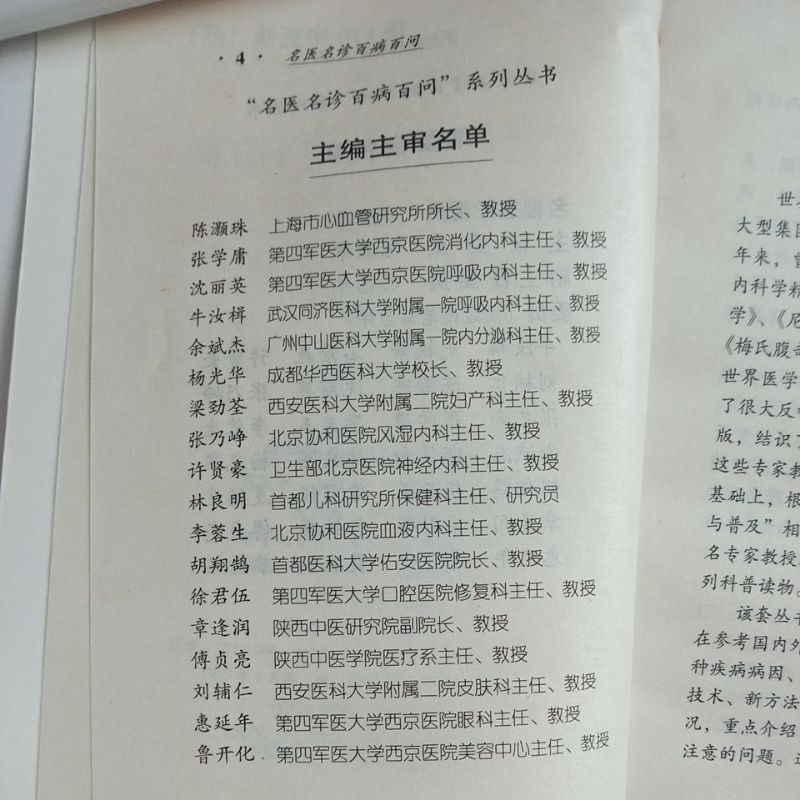 · 4 · 名医名诊百病百问
“名医名诊百病百问”系列丛书
主编主审名单
陈灏珠 上海市心血管研究所所长、教授
张学庸 第四军医大学西京医院消化内科主任、教授
沈丽英 第四军医大学西京医院呼吸内科主任、教授
牛汝楫 武汉同济医科大学附属一院呼吸内科主任、教授
余斌杰 广州中山医科大学附属一院内分泌科主任、教授
杨光华 成都华西医科大学校长、教授
梁劲荃 西安医科大学附属二院妇产科主任、教授
张乃峥 北京协和医院风湿内科主任、教授
许贤豪 卫生部北京医院神经内科主任、教授
林良明 首都儿科研究所保健科主任、研究员
李蓉生 北京协和医院血液内科主任、教授
胡翔鹄 首都医科大学佑安医院院长、教授
徐君伍 第四军医大学口腔医院修复科主任、教授
章逢润 陕西中医研究院副院长、教授
傅贞亮 陕西中医学院医疗系主任、教授
刘辅仁 西安医科大学附属二院皮肤科主任、教授
惠延年 第四军医大学西京医院眼科主任、教授
鲁开化 第四军医大学西京医院美容中心主任、教授
世
大型集团
年来，曾
内科学精
学》、《尼
《梅氏腹部
世界医学
了很大反响
版，结识了
这些专家教
基础上，根
与普及”相
名专家教授
列科普读物。
该套丛书
在参考国内外
种疾病病因、
技术、新方法
况，重点介绍
注意的问题。